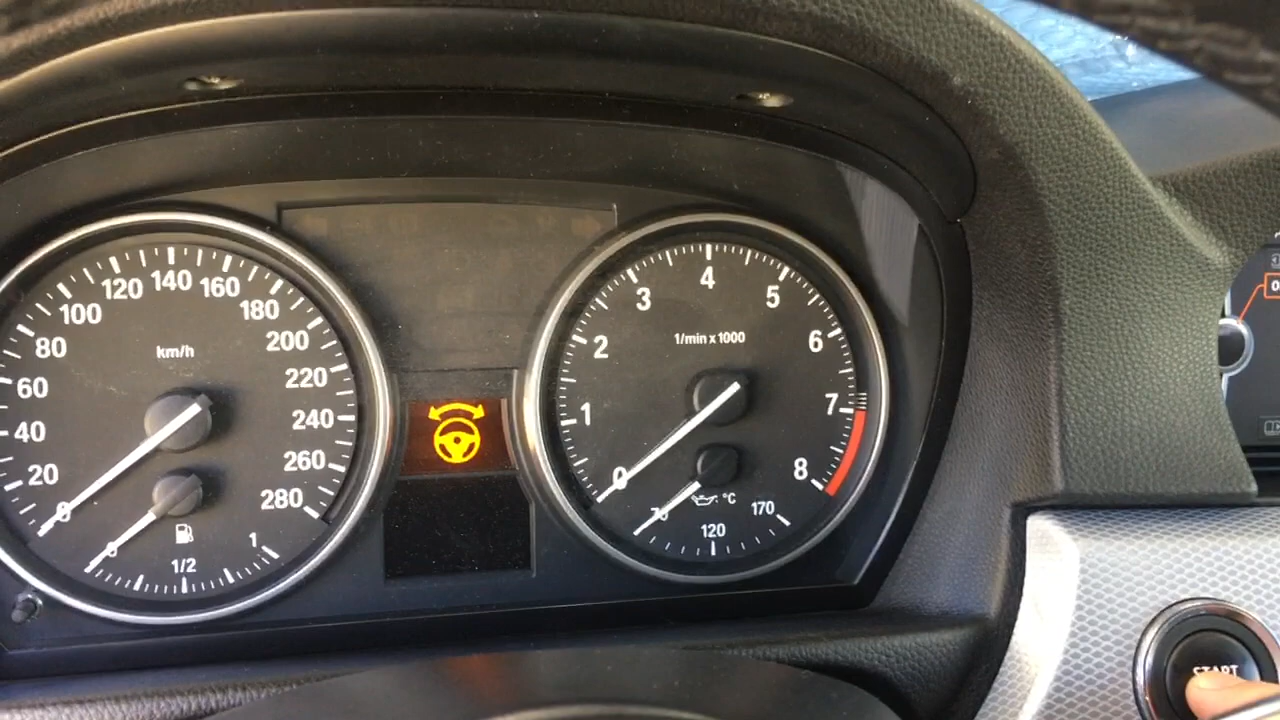 0 20 40 60 80 100 120 140 160 180 200 220 240 260 280
km/h
0 1/2 1
0 1 2 3 4 5 6 7 8
1/min x 1000
°C
70 120 170
START